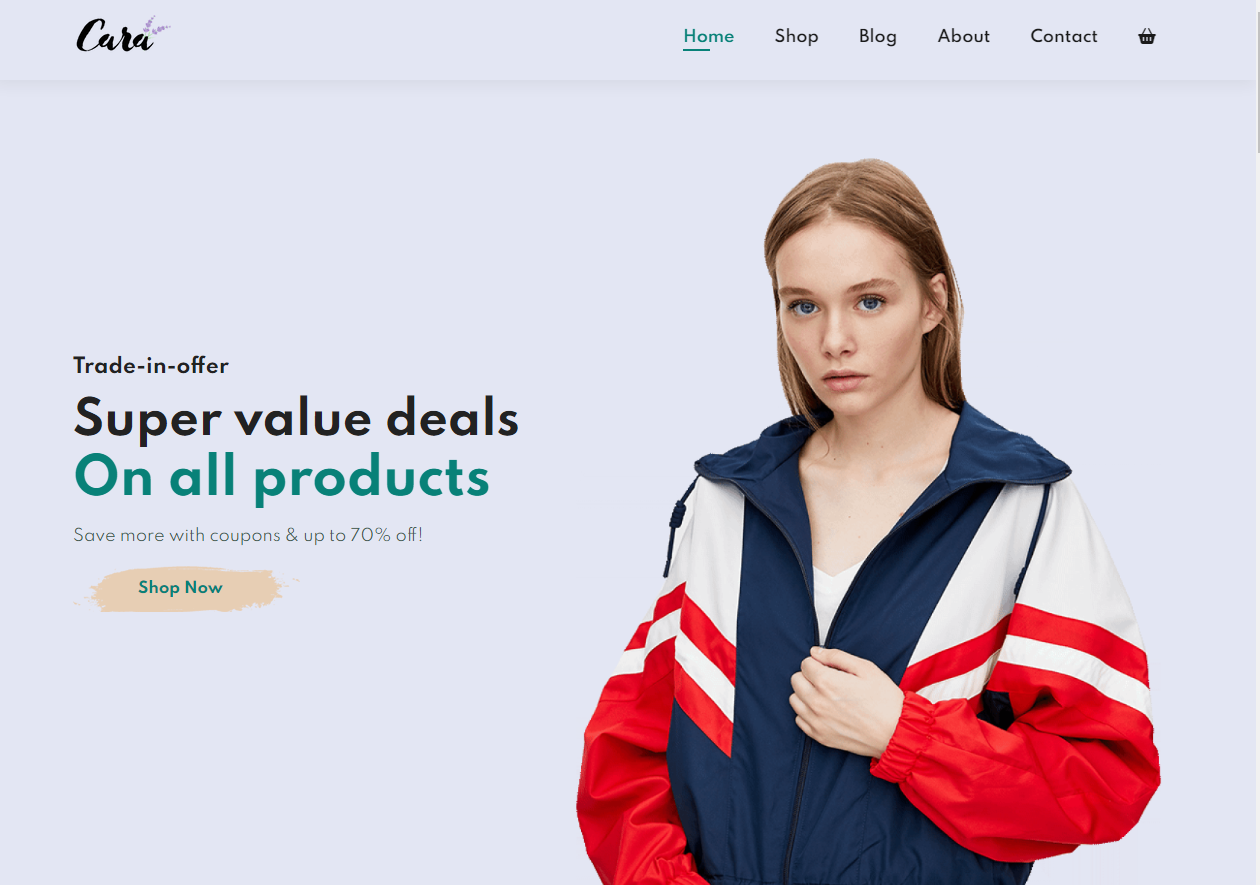 Cara
Home Shop Blog About Contact
Trade-in-offer
Super value deals
On all products
Save more with coupons & up to 70% off!
Shop Now